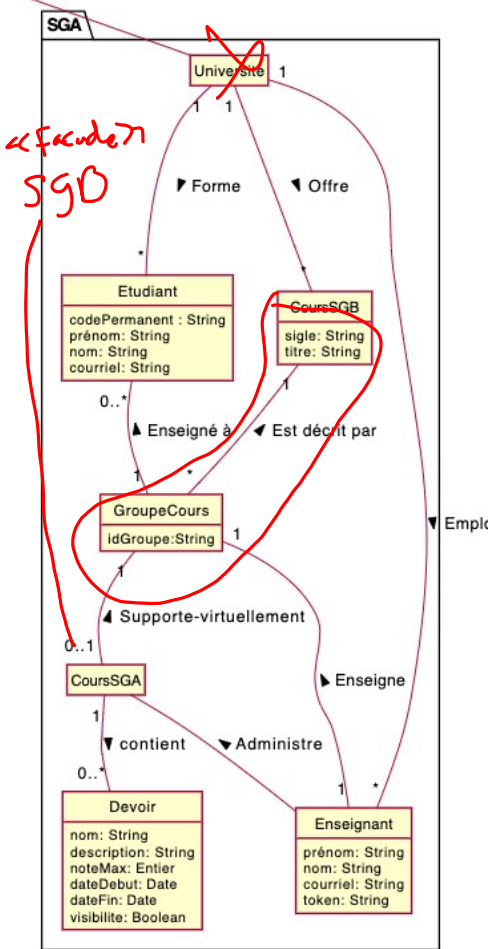 SGA
Université
1
1
1
«Facade»
SGB
Forme
Offre
*
*
Etudiant
codePermanent : String
prénom: String
nom: String
courriel: String
CoursSGB
sigle: String
titre: String
0..*
1
Enseigné à
Est décrit par
1
*
GroupeCours
idGroupe:String
1
1
Emplo
Supporte-virtuellement
0..1
CoursSGA
Enseigne
1
contient
Administre
0..*
1
*
Devoir
nom: String
description: String
noteMax: Entier
dateDebut: Date
dateFin: Date
visibilite: Boolean
Enseignant
prénom: String
nom: String
courriel: String
token: String